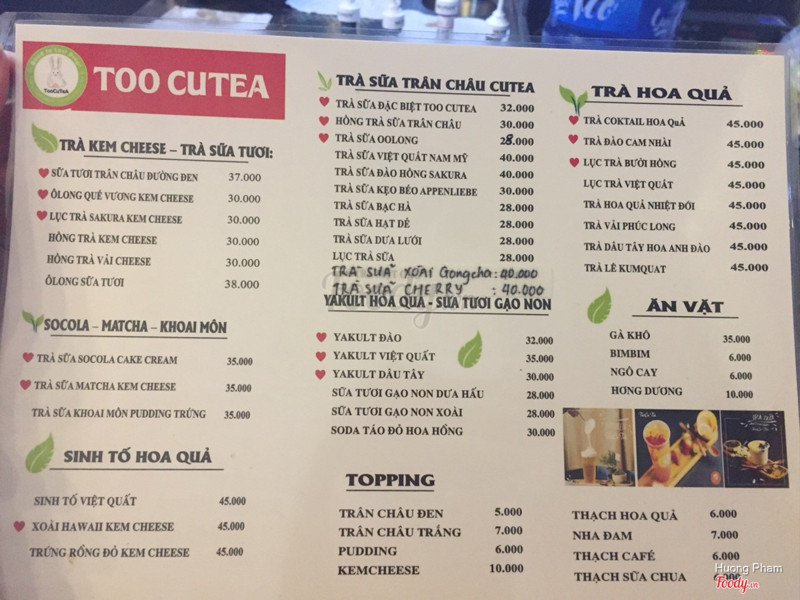 TooCuTeA
TOO CUTEA
TRÀ KEM CHEESE – TRÀ SỮA TƯƠI:
SỮA TƯƠI TRÂN CHÂU ĐƯỜNG ĐEN 37.000
ÔLONG QUẾ VƯƠNG KEM CHEESE 30.000
LỤC TRÀ SAKURA KEM CHEESE 30.000
HỒNG TRÀ KEM CHEESE 30.000
HỒNG TRÀ VẢI CHEESE 30.000
ÔLONG SỮA TƯƠI 38.000
SOCOLA – MATCHA – KHOAI MÔN
TRÀ SỮA SOCOLA CAKE CREAM 35.000
TRÀ SỮA MATCHA KEM CHEESE 35.000
TRÀ SỮA KHOAI MÔN PUDDING TRỨNG 35.000
SINH TỐ HOA QUẢ
SINH TỐ VIỆT QUẤT 45.000
XOÀI HAWAII KEM CHEESE 45.000
TRỨNG RỒNG ĐỎ KEM CHEESE 45.000
TRÀ SỮA TRÂN CHÂU CUTEA
TRÀ SỮA ĐẶC BIỆT TOO CUTEA 32.000
HỒNG TRÀ SỮA TRÂN CHÂU 30.000
TRÀ SỮA OOLONG 28.000
TRÀ SỮA VIỆT QUẤT NAM MỸ 40.000
TRÀ SỮA ĐÀO HỒNG SAKURA 40.000
TRÀ SỮA KẸO BÉO APPENLIEBE 30.000
TRÀ SỮA BẠC HÀ 28.000
TRÀ SỮA HẠT DẺ 28.000
TRÀ SỮA DƯA LƯỚI 28.000
LỤC TRÀ SỮA 28.000
TRÀ SỮA XOÀI Gongcha: 40.000
TRÀ SỮA CHERRY : 40.000
YAKULT HOA QUẢ - SỮA TƯƠI GẠO NON
YAKULT ĐÀO 32.000
YAKULT VIỆT QUẤT 35.000
YAKULT DÂU TÂY 30.000
SỮA TƯƠI GẠO NON DƯA HẤU 28.000
SỮA TƯƠI GẠO NON XOÀI 28.000
SODA TÁO ĐỎ HOA HỒNG 30.000
TOPPING
TRÂN CHÂU ĐEN 5.000
TRÂN CHÂU TRẮNG 7.000
PUDDING 6.000
KEMCHEESE 10.000
TRÀ HOA QUẢ
TRÀ COKTAIL HOA QuẢ 45.000
TRÀ ĐÀO CAM NHÀI 45.000
LỤC TRÀ BƯỞI HỒNG 45.000
LỤC TRÀ VIỆT QUẤT 45.000
TRÀ HOA QUẢ NHIỆT ĐỚI 45.000
TRÀ VẢI PHÚC LONG 45.000
TRÀ DÂU TÂY HOA ANH ĐÀO 45.000
TRÀ LÊ KUMQUAT 45.000
ĂN VẶT
GÀ KHÔ 35.000
BIMBIM 6.000
NGÔ CAY 6.000
HƠNG DƯƠNG 10.000
THẠCH HOA QUẢ 6.000
NHA ĐAM 7.000
THẠCH CAFÉ 6.000
THẠCH SỮA CHUA 6.000
Huong Pham
Foody.vn